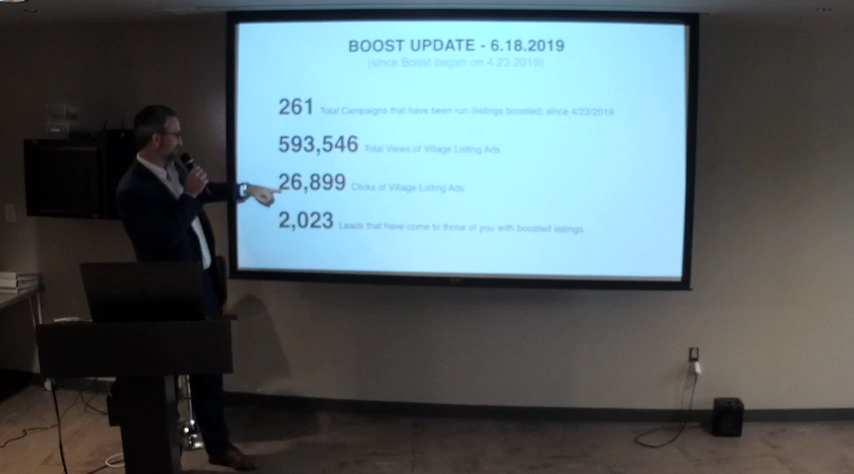 BOOST UPDATE - 6.18.2019
(since Boost began on 4.23.2019)
261 Total Campaigns that have been run (listings boosted) since 4/23/2019
593,546 Total Views of Village Listing Ads
26,899 Clicks of Village Listing Ads
2,023 Leads that have come to those of you with boosted listings